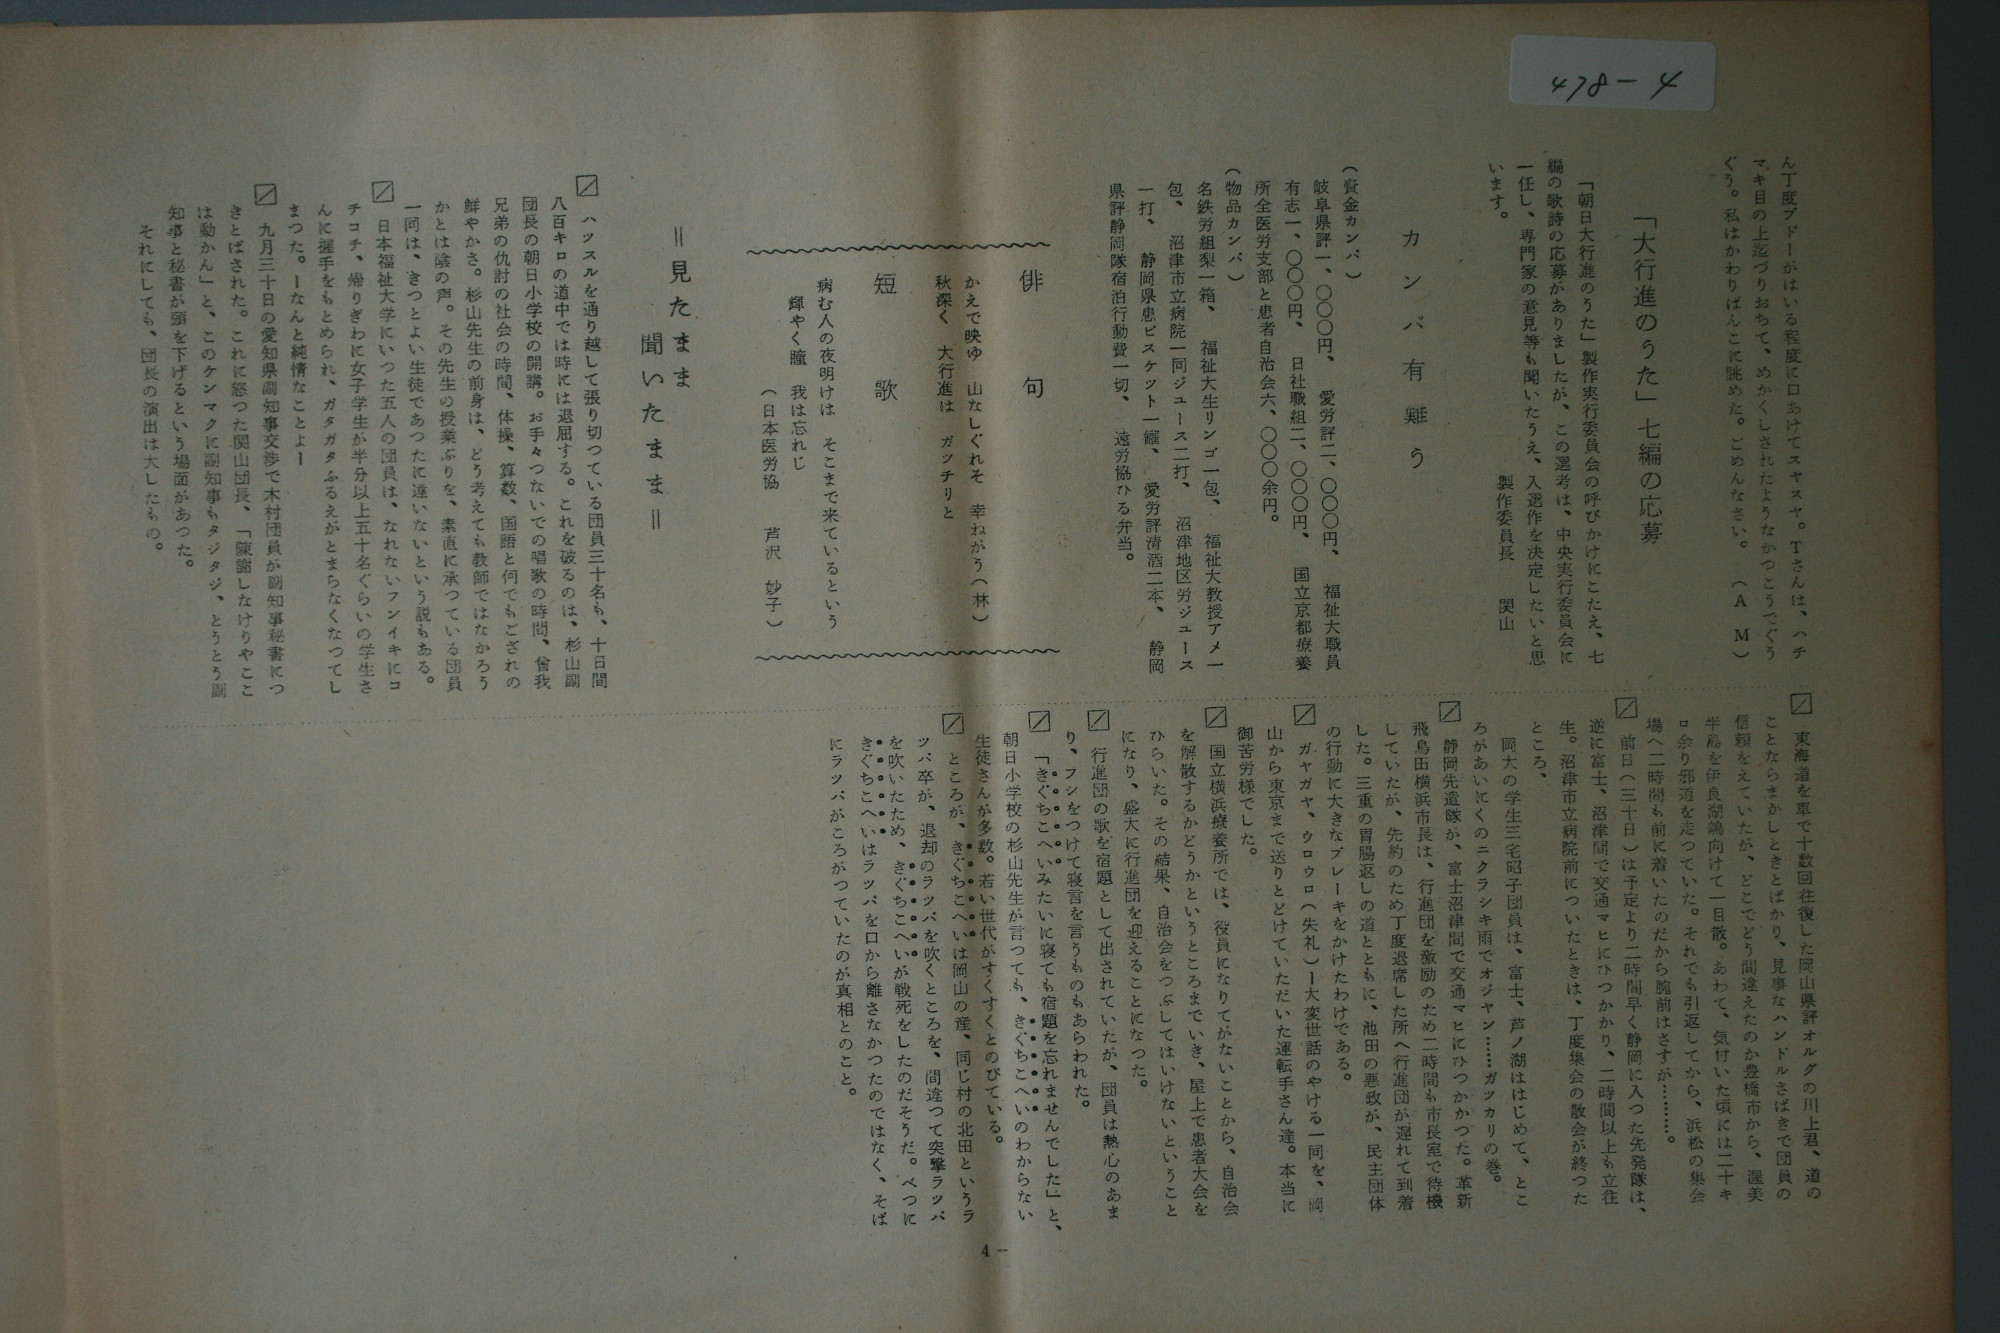 478-4
ん丁度ブドーがはいる程度に口あけてスヤスヤ。Tさんは、ハチ
マキ目の上迄づりおちて、めかくしされたようなかつこうでぐう
ぐう。私はかわりばんこに眺めた。ごめんなさい。 (A M)
「大行進のうた」七編の応募
「朝日大行進のうた」製作実行委員会の呼びかけにこたえ、七
編の歌詩の応募がありましたが、この選考は、中央実行委員会に
一任し、専門家の意見等も聞いたうえ、入選作を決定したいと思
います。 製作委員長 関山
カンパ有難う
(資金カンパ)
岐阜県評一、〇〇〇円、 愛労評二、〇〇〇円、 福祉大職員
有志一、〇〇〇円、 日社職組二、〇〇〇円、 国立京都療養
所全医労支部と患者自治会六、〇〇〇余円。
(物品カンパ)
名鉄労組梨一箱、 福祉大生リンゴ一包、 福祉大教授アメ一
包、 沼津市立病院一同ジュース二打、 沼津地区労ジュース
一打、 静岡県患ビスケット一罐、 愛労評清酒二本、 静岡
県評静岡隊宿泊行動費一切、 遠労協ひる弁当。
俳 句
かえで映ゆ 山なしぐれそ 幸ねがう(林)
秋深く 大行進は ガッチリと
短 歌
病む人の夜明けは そこまで来ているという
輝やく瞳 我は忘れじ
(日本医労協 芦沢 妙子)
=見たまま
聞いたまま=
ハッスルを通り越して張り切つている団員三十名も、十日間
八百キロの道中では時には退屈する。これを破るのは、杉山副
団長の朝日小学校の開講。お手々つないでの唱歌の時間、曾我
兄弟の仇討の社会の時間、体操、算数、国語と何でもござれの
鮮やかさ。杉山先生の前身は、どう考えても教師ではなかろう
かとは陰の声。その先生の授業ぶりを、素直に承つている団員
一同は、きつとよい生徒であつたに違いないという説もある。
日本福祉大学にいつた五人の団員は、なれないフンイキにコ
チコチ、帰りぎわに女子学生が半分以上五十名ぐらいの学生さ
んに握手をもとめられ、ガタガタふるえがとまらなくなつてし
まつた。ーなんと純情なことよー
九月三十日の愛知県副知事交渉で木村団員が副知事秘書につ
きとばされた。これに怒つた関山団長、「陳謝しなけりやここ
は動かん」と、このケンマクに副知事もタジタジ、とうとう副
知事と秘書が頭を下げるという場面があつた。
それにしても、団長の演出は大したもの。
東海道を車で十数回往復した岡山県評オルグの川上君、道の
ことならまかしときとばかり、見事なハンドルさばきで団員の
信頼をえていたが、どこでどう間違えたのか豊橋市から、渥美
半島を伊良湖崎向けて一目散。あわて、気付いた頃には二十キ
ロ余り邪道を走つていた。それでも引返してから、浜松の集会
場へ二時間も前に着いたのだから腕前はさすが………。
前日(三十日)は予定より二時間早く静岡に入つた先発隊は、
逆に富士、沼津間で交通マヒにひつかかり、二時間以上も立往
生。沼津市立病院前についたときは、丁度集会の散会が終つた
ところ、
岡大の学生三宅昭子団員は、富士、芦ノ湖ははじめて、とこ
ろがあいにくのニクラシキ雨でオジャン……ガッカリの巻。
静岡先遣隊が、富士沼津間で交通マヒにひつかかつた。革新
飛鳥田横浜市長は、行進団を激励のため二時間も市長室で待機
していたが、先約のため丁度退席した所へ行進団が遅れて到着
した。三重の胃腸返しの道とともに、池田の悪政が、民主団体
の行動に大きなブレーキをかけたわけである。
ガヤガヤ、ウロウロ(失礼)ー大変世話のやける一同を、岡
山から東京まで送りとどけていただいた運転手さん達。本当に
御苦労様でした。
国立横浜療養所では、役員になりてがないことから、自治会
を解散するかどうかというところまでいき、屋上で患者大会を
ひらいた。その結果、自治会をつぶしてはいけないということ
になり、盛大に行進団を迎えることになつた。
行進団の歌を宿題として出されていたが、団員は熱心のあま
り、フシをつけて寝言を言うものもあらわれた。
「きぐちこへいみたいに寝ても宿題を忘れませんでした」と、
朝日小学校の杉山先生が言つても、きぐちこへいのわからない
生徒さんが多数。若い世代がすくすくとのびている。
ところが、きぐちこへいは岡山の産、同じ村の北田というラ
ッパ卒が、退却のラッパを吹くところを、間違つて突撃ラッパ
を吹いたため、きぐちこへいが戦死をしたのだそうだ。べつに
きぐちこへいはラッパを口から離さなかつたのではなく、そば
にラッパがころがつていたのが真相とのこと。
4 —